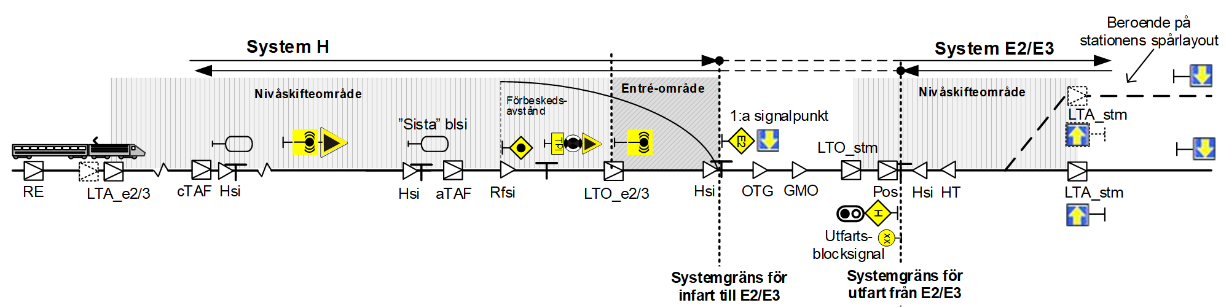 Beroende på
stationens spårlayout
System H
System E2/E3
Nivåskifteområde
Förbeskeds-
avstånd
Entré-område
Nivåskifteområde
"Sista" blsi
1:a signalpunkt
E2
LTO_stm
LTA_stm
RE
LTA_e2/3
cTAF
Hsi
Hsi
aTAF
Rfsi
LTO_e2/3
Hsi
OTG
GMO
Pos
Hsi
HT
LTA_stm
H
XX
Utfarts-
blocksignal
Systemgräns för
infart till E2/E3
Systemgräns för
utfart från E2/E3